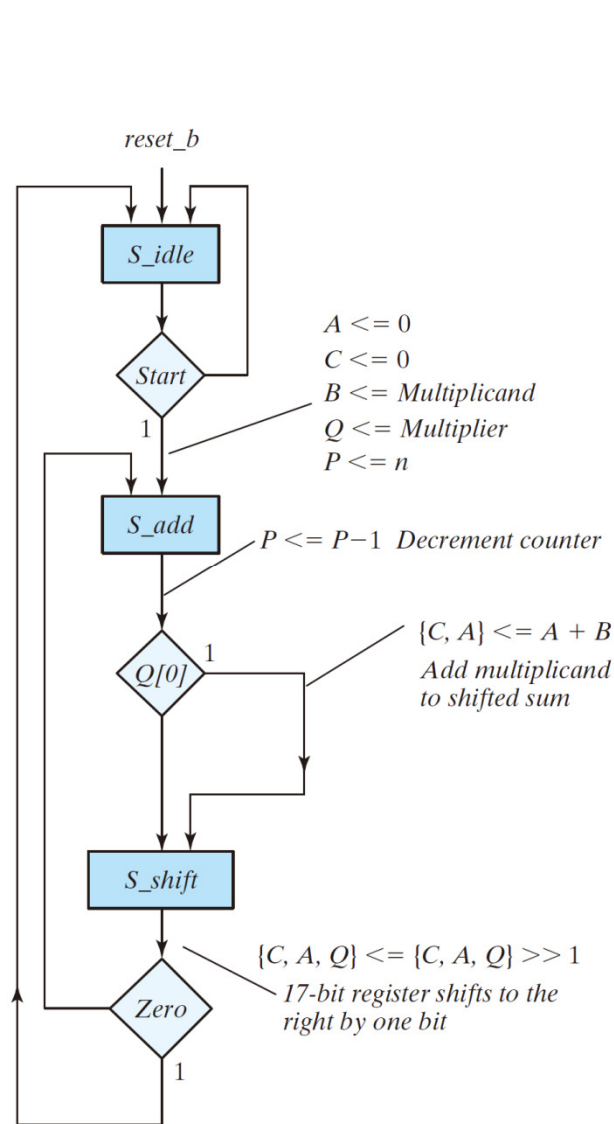 reset_b
S_idle
Start
1
A <= 0
C <= 0
B <= Multiplicand
Q <= Multiplier
P <= n
S_add
P <= P−1 Decrement counter
Q[0]
1
{C, A} <= A + B
Add multiplicand
to shifted sum
S_shift
{C, A, Q} <= {C, A, Q} >> 1
17-bit register shifts to the
right by one bit
Zero
1